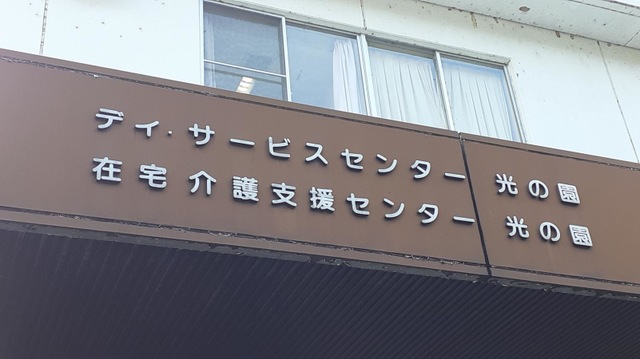 ディ・サービスセンター 光の園
在宅介護支援センター 光の園